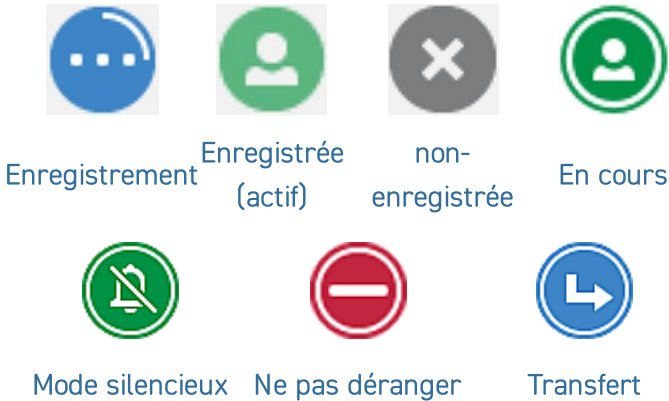 Enregistrement
Enregistrée
(actif)
non-
enregistrée
En cours
Mode silencieux
Ne pas déranger
Transfert